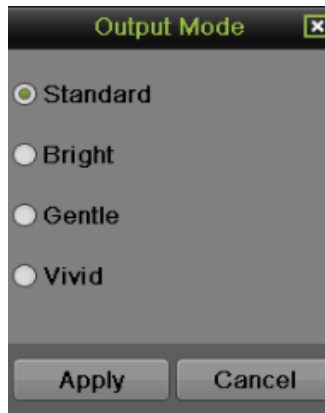 Output Mode
Standard
Bright
Gentle
Vivid
Apply Cancel